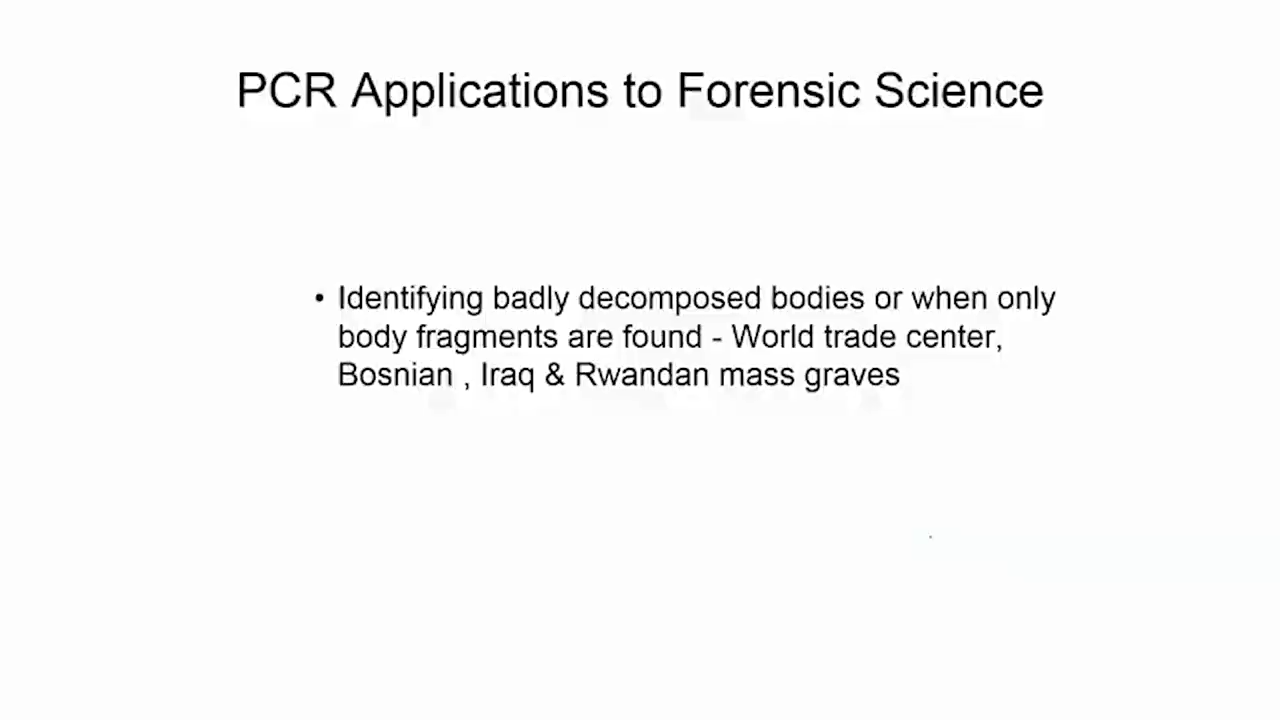 PCR Applications to Forensic Science
• Identifying badly decomposed bodies or when only
body fragments are found - World trade center,
Bosnian , Iraq & Rwandan mass graves